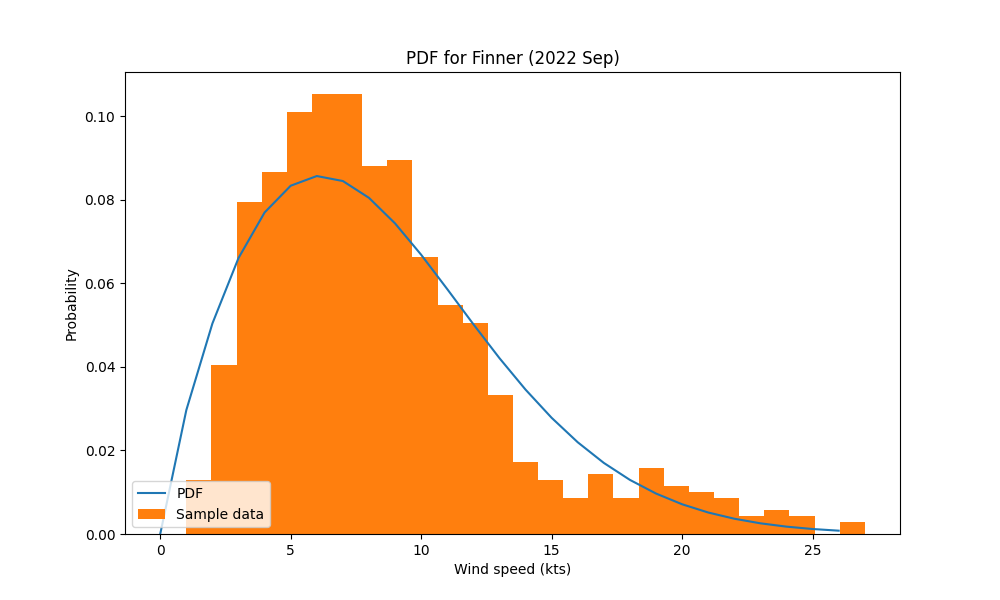 PDF for Finner (2022 Sep)
Probability
0.10
0.08
0.06
0.04
0.02
0.00
PDF
Sample data
0 5 10 15 20 25
Wind speed (kts)